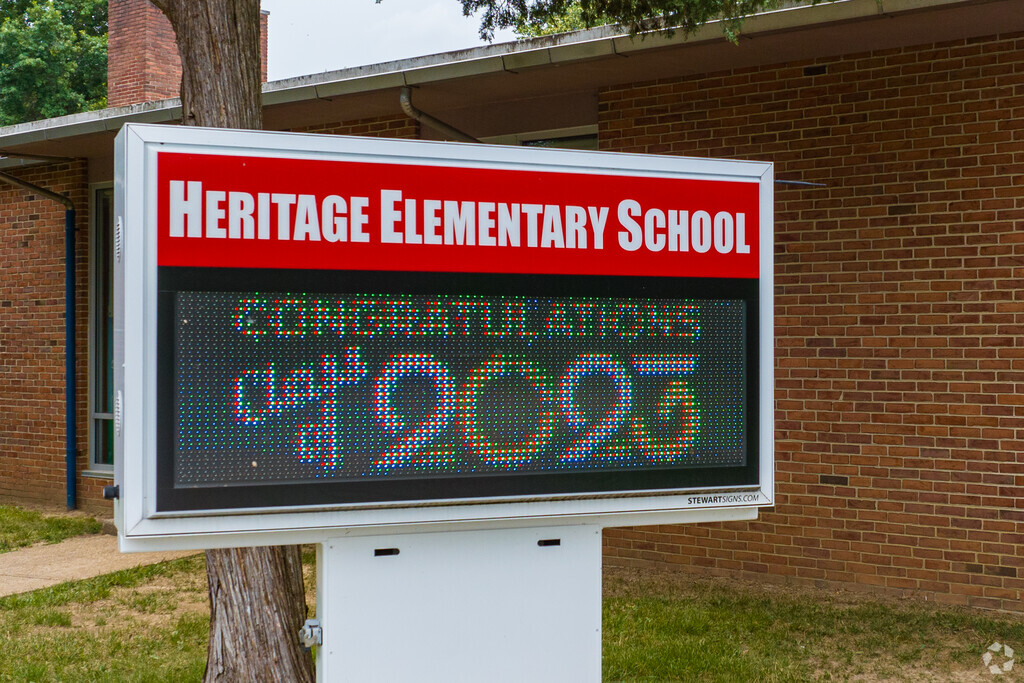 HERITAGE ELEMENTARY SCHOOL
CONGRATULATIONS
Class of 2025
STEWARTSIGNS.COM